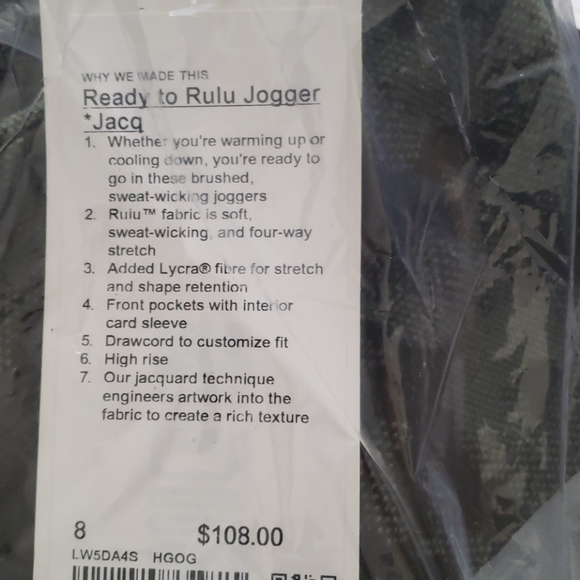 WHY WE MADE THIS
Ready to Rulu Jogger
*Jacq
1. Whether you're warming up or
cooling down, you're ready to
go in these brushed,
sweat-wicking joggers
2. Rulu™ fabric is soft,
sweat-wicking, and four-way
stretch
3. Added Lycra® fibre for stretch
and shape retention
4. Front pockets with interior
card sleeve
5. Drawcord to customize fit
6. High rise
7. Our jacquard technique
engineers artwork into the
fabric to create a rich texture
8 $108.00
LW5DA4S HGOG